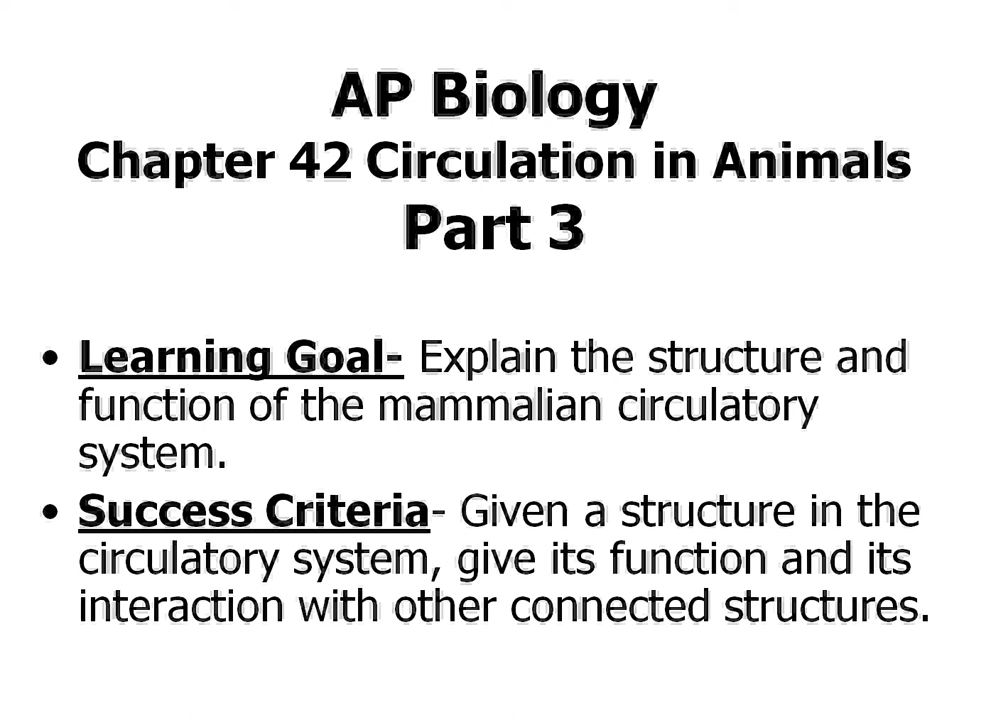 AP Biology
Chapter 42 Circulation in Animals
Part 3
• Learning Goal- Explain the structure and
function of the mammalian circulatory
system.
• Success Criteria- Given a structure in the
circulatory system, give its function and its
interaction with other connected structures.